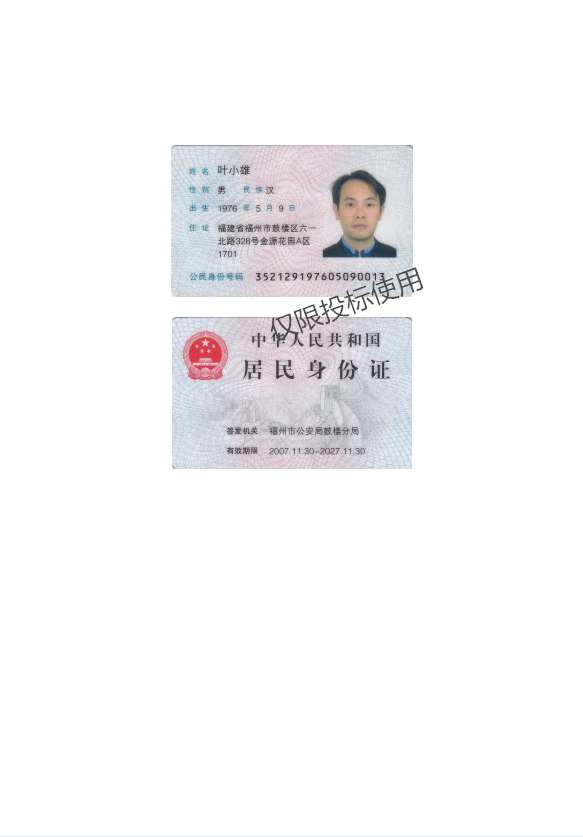 姓名 叶小雄
性别 男 民族 汉
出生 1976 年 5 月 9 日
住址 福建省福州市鼓楼区六一
北路328号金源花园A区
1701
公民身份号码 352129197605090013
仅限投标使用
中华人民共和国
居民身份证
签发机关 福州市公安局鼓楼分局
有效期限 2007.11.30-2027.11.30